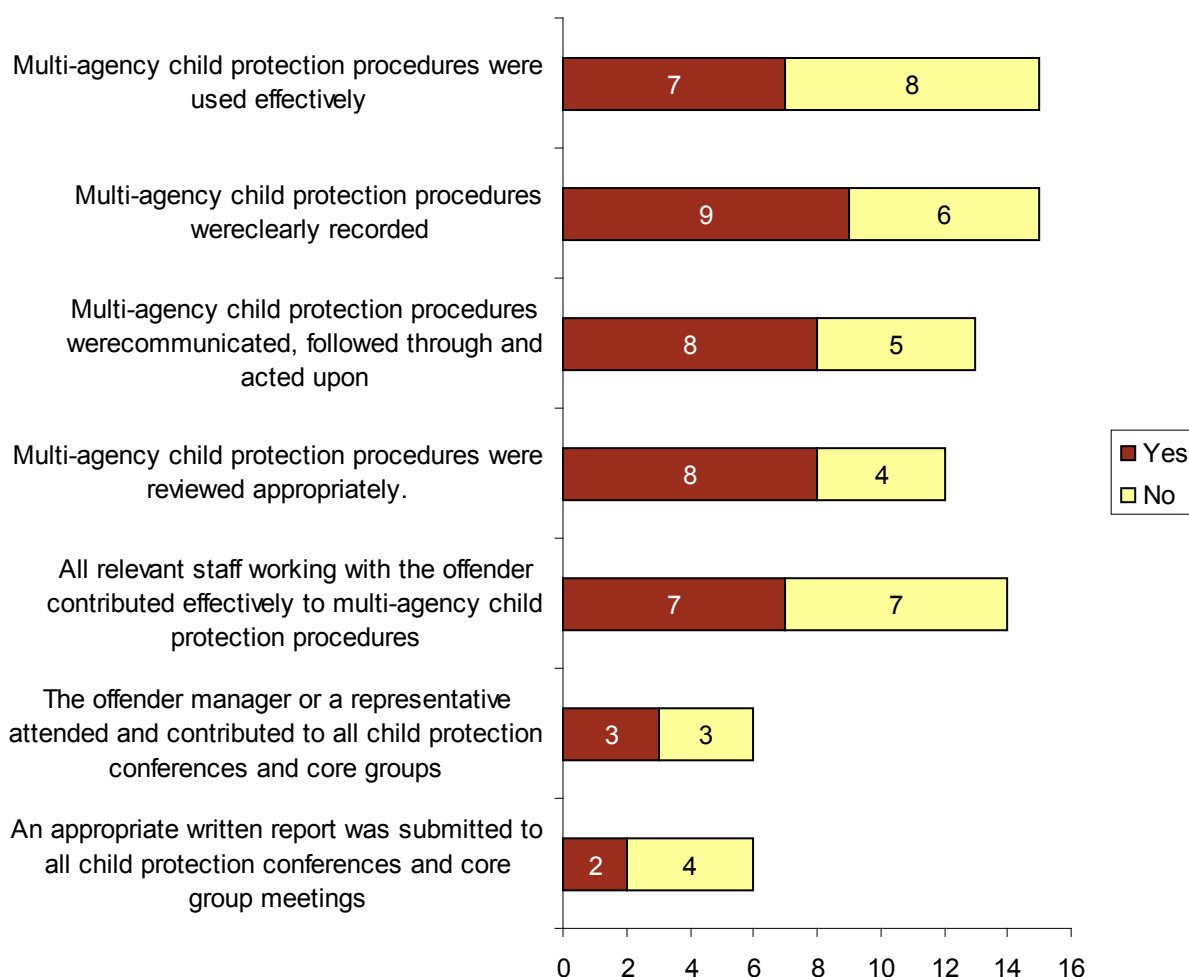 Multi-agency child protection procedures were
used effectively
7 8
Multi-agency child protection procedures
wereclearly recorded
9 6
Multi-agency child protection procedures
werecommunicated, followed through and
acted upon
8 5
Multi-agency child protection procedures were
reviewed appropriately.
8 4
All relevant staff working with the offender
contributed effectively to multi-agency child
protection procedures
7 7
The offender manager or a representative
attended and contributed to all child protection
conferences and core groups
3 3
An appropriate written report was submitted to
all child protection conferences and core
group meetings
2 4
0 2 4 6 8 10 12 14 16
Yes
No